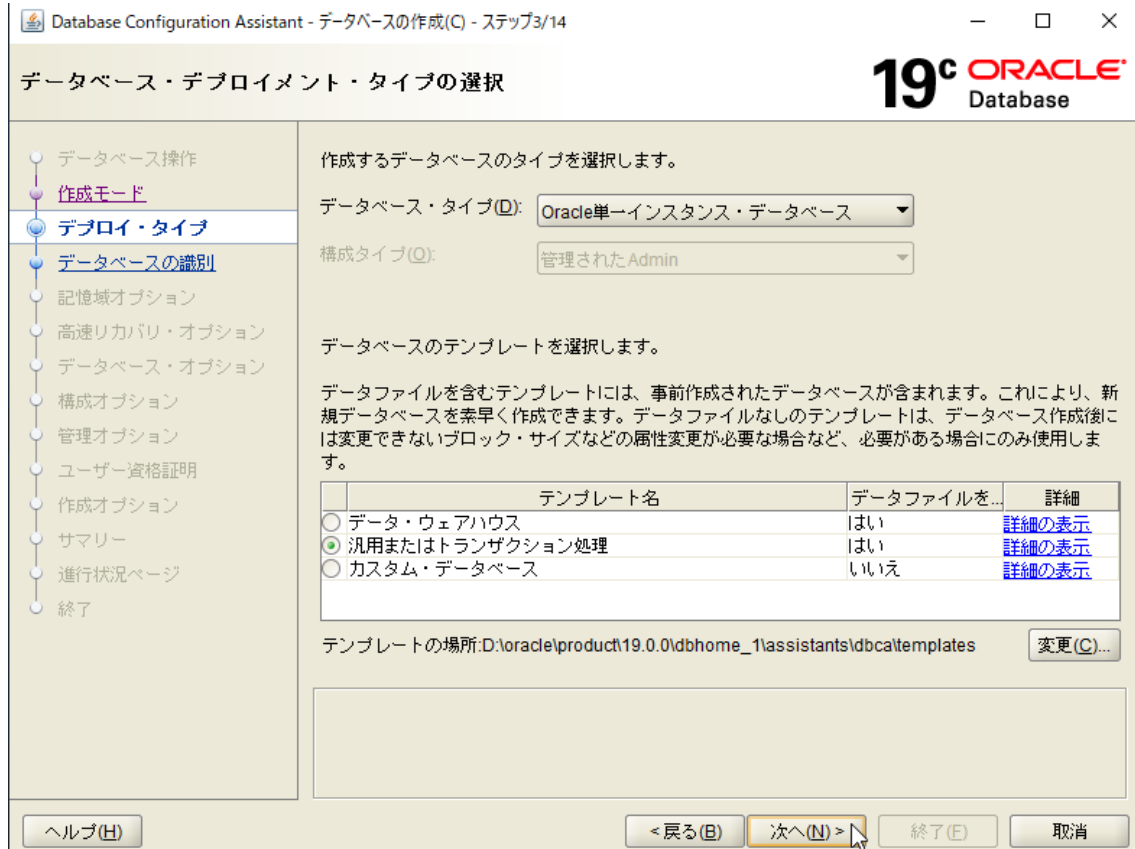 Database Configuration Assistant - データベースの作成(C) - ステップ3/14
データベース・デプロイメント・タイプの選択
19c ORACLE
Database
データベース操作
作成モード
デプロイ・タイプ
データベースの識別
記憶域オプション
高速リカバリ・オプション
データベース・オプション
構成オプション
管理オプション
ユーザー資格証明
作成オプション
サマリー
進行状況ページ
終了
作成するデータベースのタイプを選択します。
データベース・タイプ(D): Oracle単一インスタンス・データベース
構成タイプ(O): 管理されたAdmin
データベースのテンプレートを選択します。
データファイルを含むテンプレートには、事前作成されたデータベースが含まれます。これにより、新
規データベースを素早く作成できます。データファイルなしのテンプレートは、データベース作成後に
は変更できないブロック・サイズなどの属性変更が必要な場合など、必要がある場合にのみ使用しま
す。
テンプレート名 データファイルを... 詳細
データ・ウェアハウス はい 詳細の表示
汎用またはトランザクション処理 はい 詳細の表示
カスタム・データベース いいえ 詳細の表示
テンプレートの場所:D:\oracle\product\19.0.0\dbhome_1\assistants\dbca\templates 変更(C)...
ヘルプ(H) <戻る(B) 次へ(N)> 終了(F) 取消